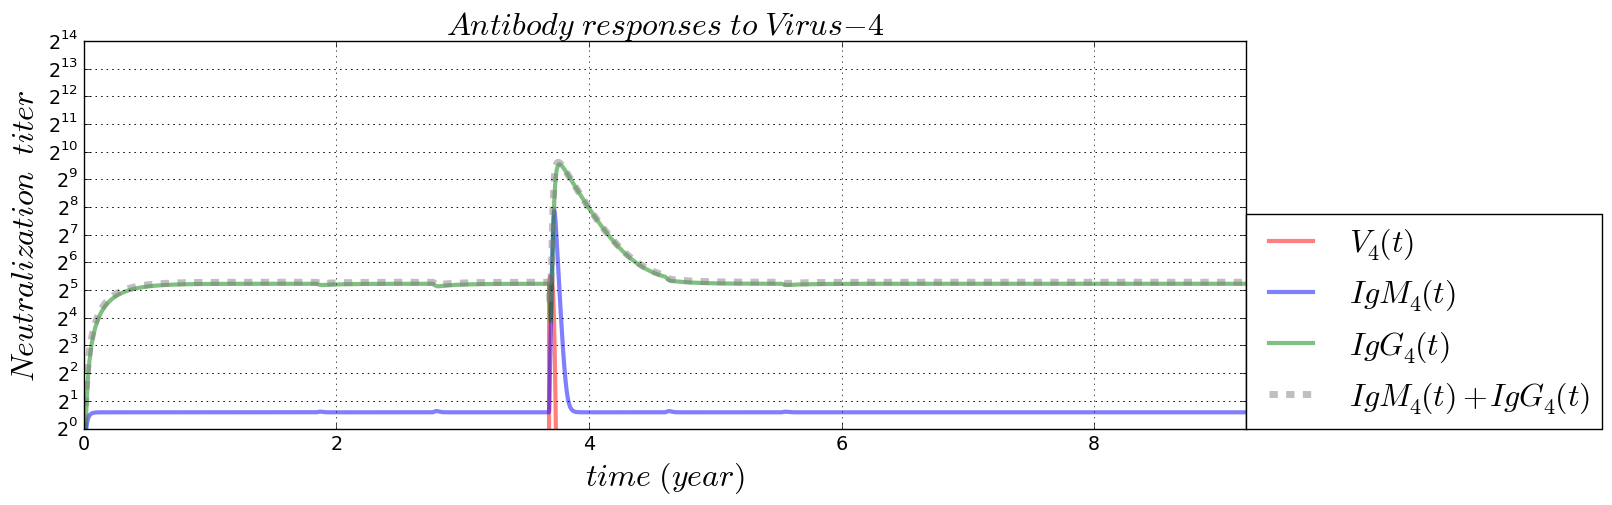 Antibody responses to Virus−4
2^14
2^13
2^12
2^11
2^10
2^9
2^8
2^7
2^6
2^5
2^4
2^3
2^2
2^1
2^0
Neutralization titer
0 2 4 6 8
time (year)
V_4(t)
IgM_4(t)
IgG_4(t)
IgM_4(t)+IgG_4(t)